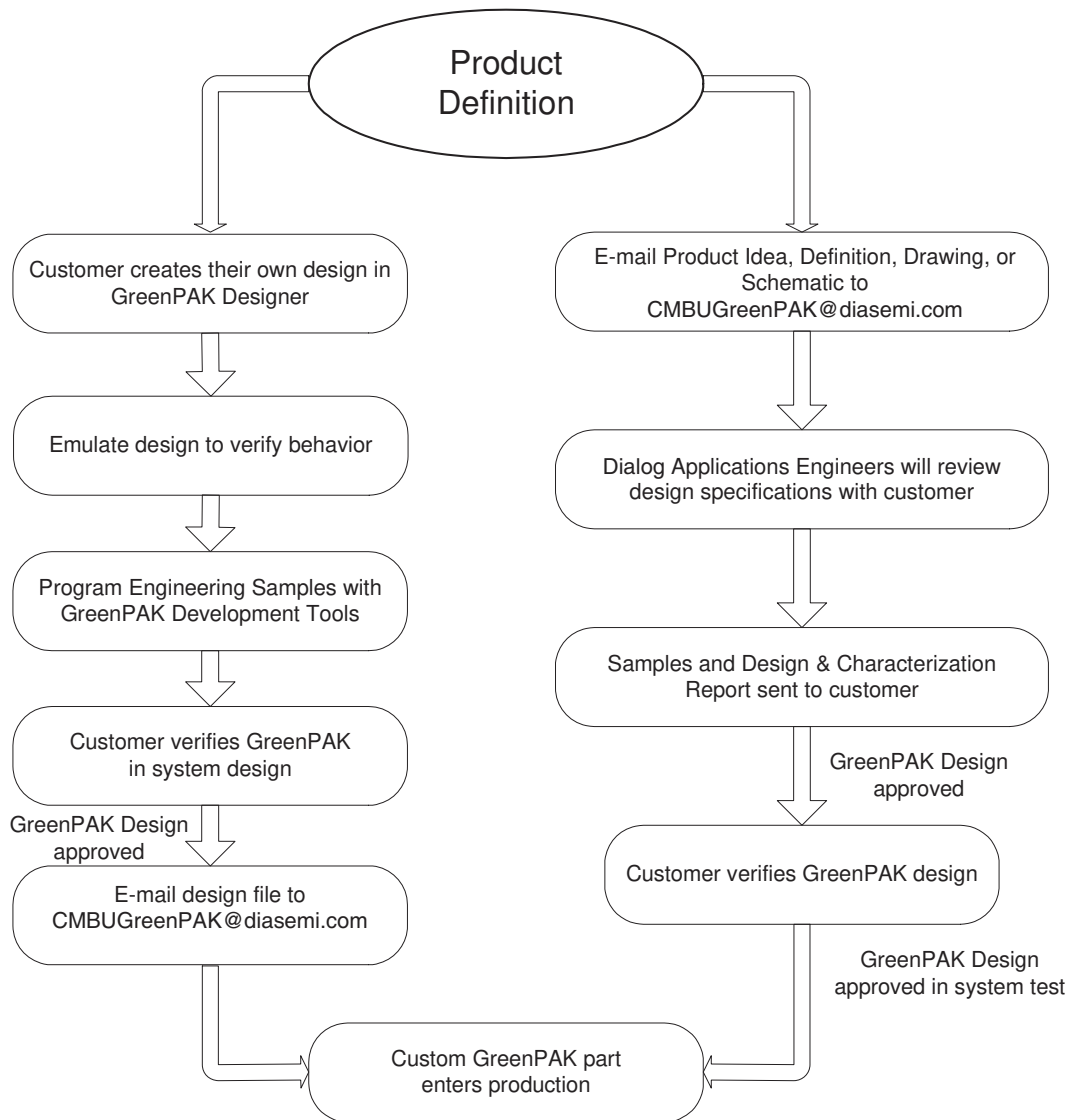 Product
Definition
Customer creates their own design in
GreenPAK Designer
Emulate design to verify behavior
Program Engineering Samples with
GreenPAK Development Tools
Customer verifies GreenPAK
in system design
GreenPAK Design
approved
E-mail design file to
CMBUGreenPAK@diasemi.com
E-mail Product Idea, Definition, Drawing, or
Schematic to
CMBUGreenPAK@diasemi.com
Dialog Applications Engineers will review
design specifications with customer
Samples and Design & Characterization
Report sent to customer
GreenPAK Design
approved
Customer verifies GreenPAK design
GreenPAK Design
approved in system test
Custom GreenPAK part
enters production